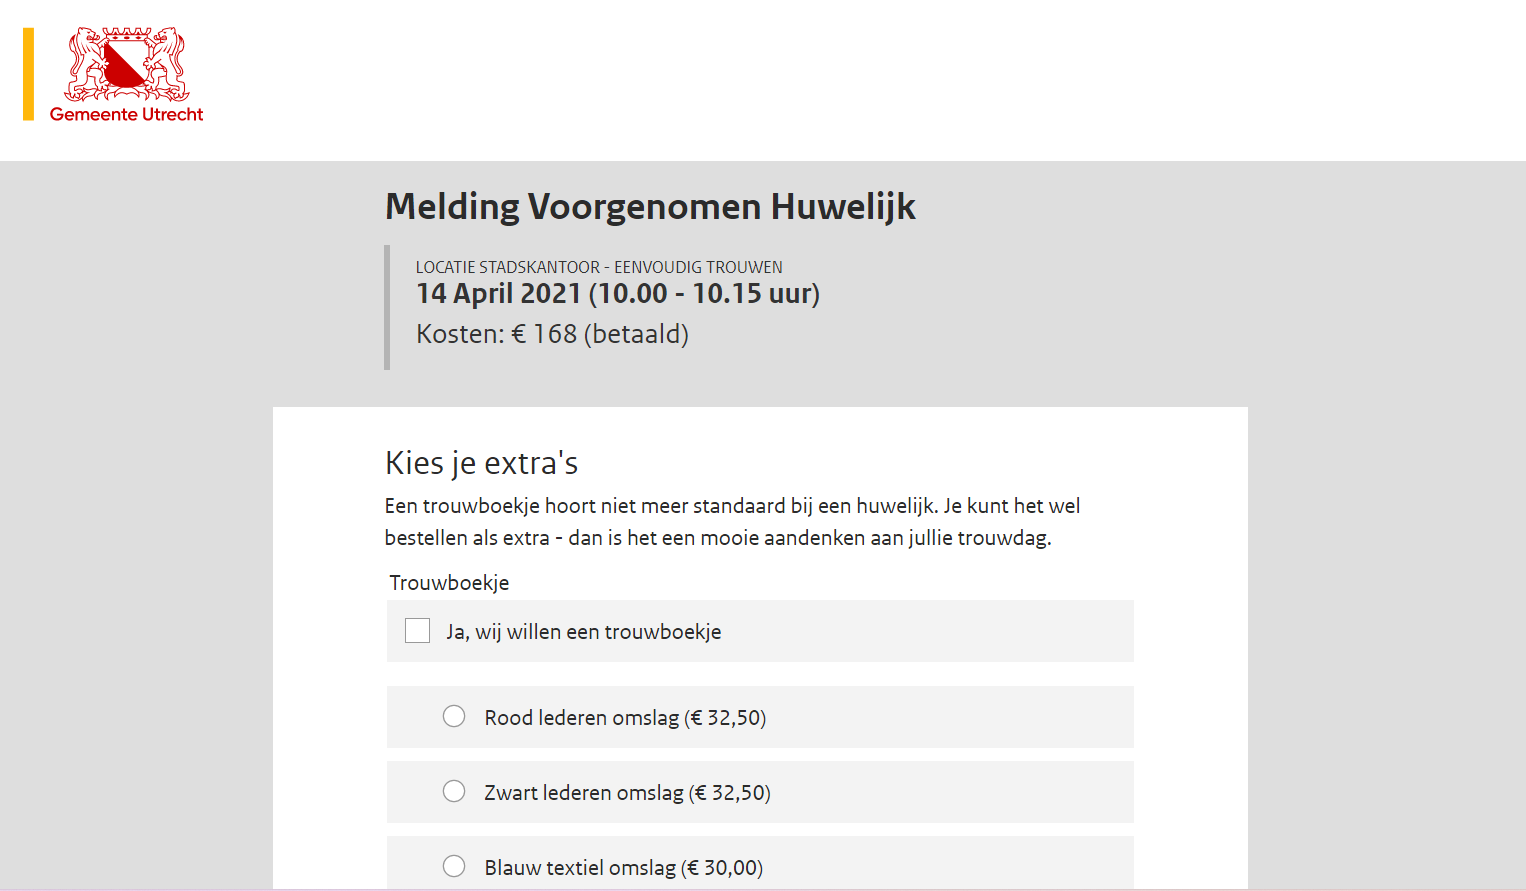 Gemeente Utrecht
Melding Voorgenomen Huwelijk
LOCATIE STADSKANTOOR - EENVOUDIG TROUWEN
14 April 2021 (10.00 - 10.15 uur)
Kosten: € 168 (betaald)
Kies je extra's
Een trouwboekje hoort niet meer standaard bij een huwelijk. Je kunt het wel
bestellen als extra - dan is het een mooie aandenken aan jullie trouwdag.
Trouwboekje
Ja, wij willen een trouwboekje
Rood lederen omslag (€ 32,50)
Zwart lederen omslag (€ 32,50)
Blauw textiel omslag (€ 30,00)